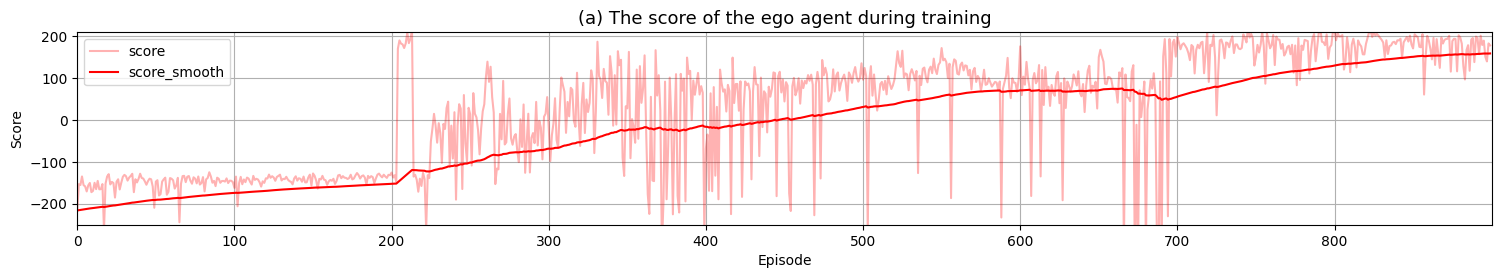 (a) The score of the ego agent during training
200
100
0
−100
−200
Score
score
score_smooth
0 100 200 300 400 500 600 700 800
Episode